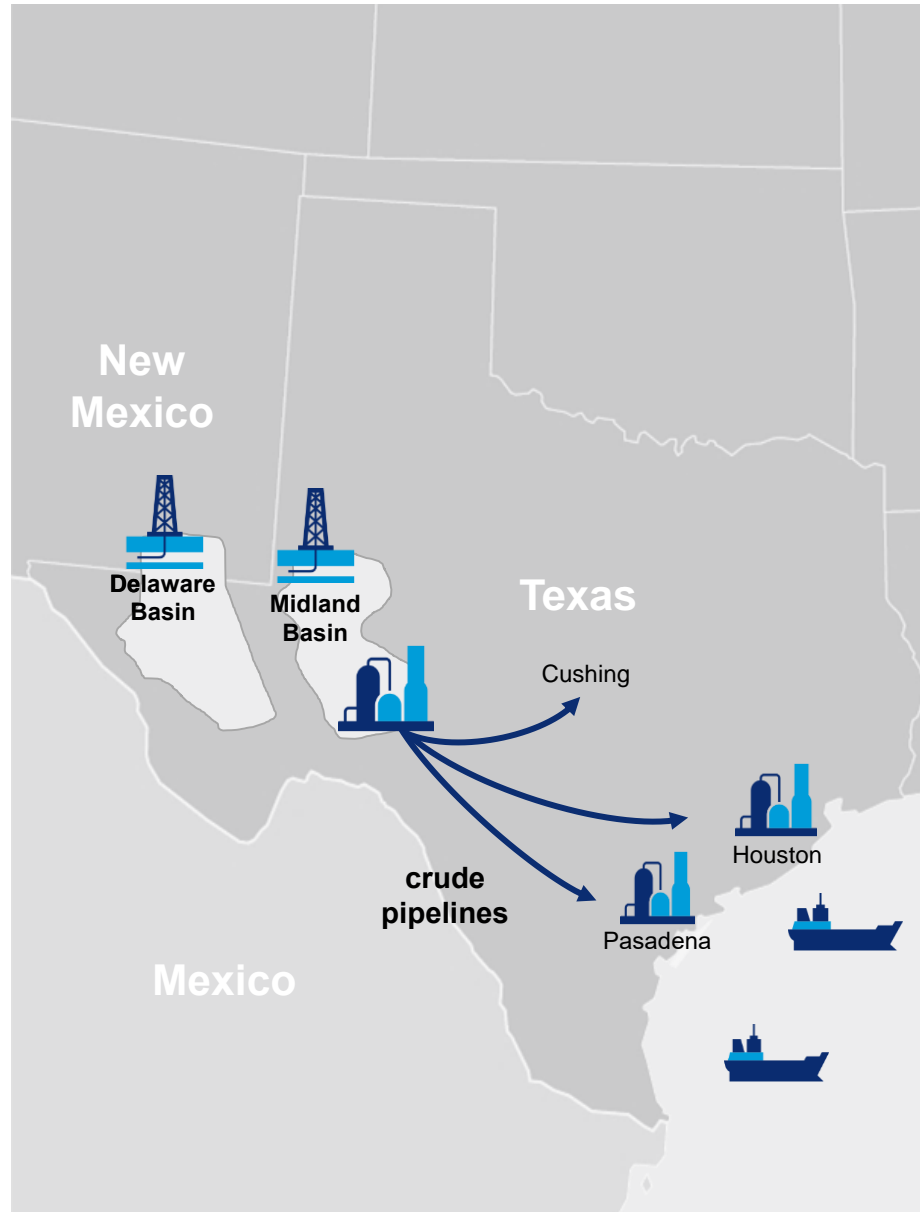 New
Mexico
Delaware
Basin
Midland
Basin
Texas
Cushing
Houston
crude
pipelines
Pasadena
Mexico